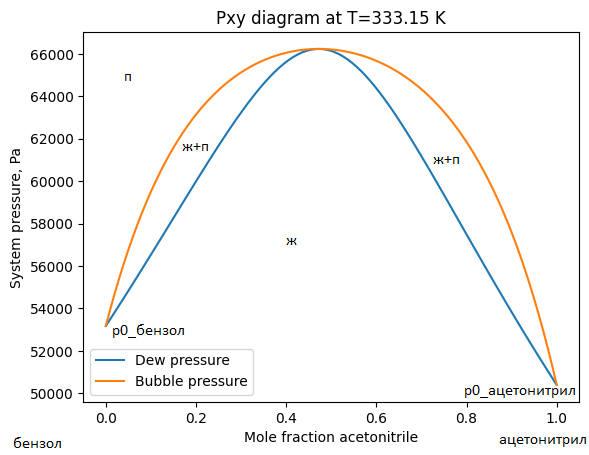 Pxy diagram at T=333.15 K
System pressure, Pa
66000
64000
62000
60000
58000
56000
54000
52000
50000
п
ж+п
ж+п
ж
p0_бензол
p0_ацетонитрил
Dew pressure
Bubble pressure
0.0 0.2 0.4 0.6 0.8 1.0
Mole fraction acetonitrile
бензол
ацетонитрил